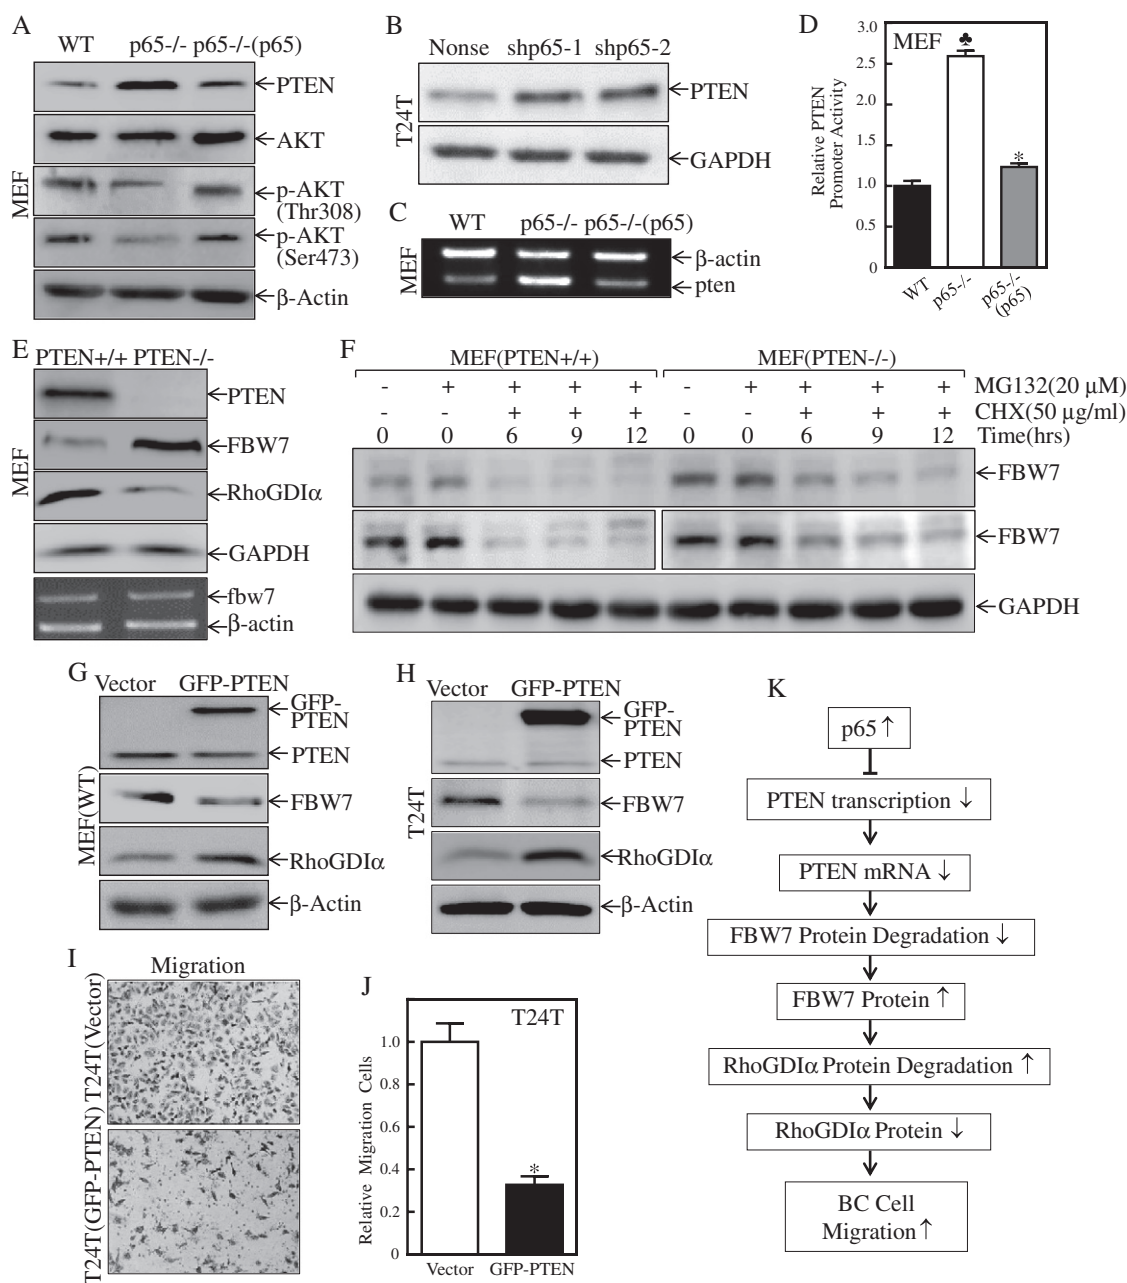 A
WT p65-/- p65-/-(p65)
MEF
PTEN
AKT
p-AKT
(Thr308)
p-AKT
(Ser473)
β-Actin
B
Nonse shp65-1 shp65-2
T24T
PTEN
GAPDH
C
WT p65-/- p65-/-(p65)
MEF
β-actin
pten
D
MEF
♣
*
Relative PTEN
Promoter Activity
3.0
2.5
2.0
1.5
1.0
0.5
0
WT
p65-/-
p65-/-
(p65)
E
PTEN+/+ PTEN-/-
MEF
PTEN
FBW7
RhoGDIα
GAPDH
fbw7
β-actin
F
MEF(PTEN+/+) MEF(PTEN-/-)
- + + + + - + + + + MG132(20 µM)
- - + + + - - + + + CHX(50 µg/ml)
0 0 6 9 12 0 0 6 9 12 Time(hrs)
FBW7
FBW7
GAPDH
G
Vector GFP-PTEN
MEF(WT)
GFP-
PTEN
PTEN
FBW7
RhoGDIα
β-Actin
H
Vector GFP-PTEN
T24T
GFP-
PTEN
PTEN
FBW7
RhoGDIα
β-Actin
I
Migration
T24T(GFP-PTEN) T24T(Vector)
J
T24T
Relative Migration Cells
1.0
0.8
0.6
0.4
0.2
0
*
Vector GFP-PTEN
K
p65↑
PTEN transcription ↓
PTEN mRNA ↓
FBW7 Protein Degradation ↓
FBW7 Protein ↑
RhoGDIα Protein Degradation ↑
RhoGDIα Protein ↓
BC Cell
Migration↑